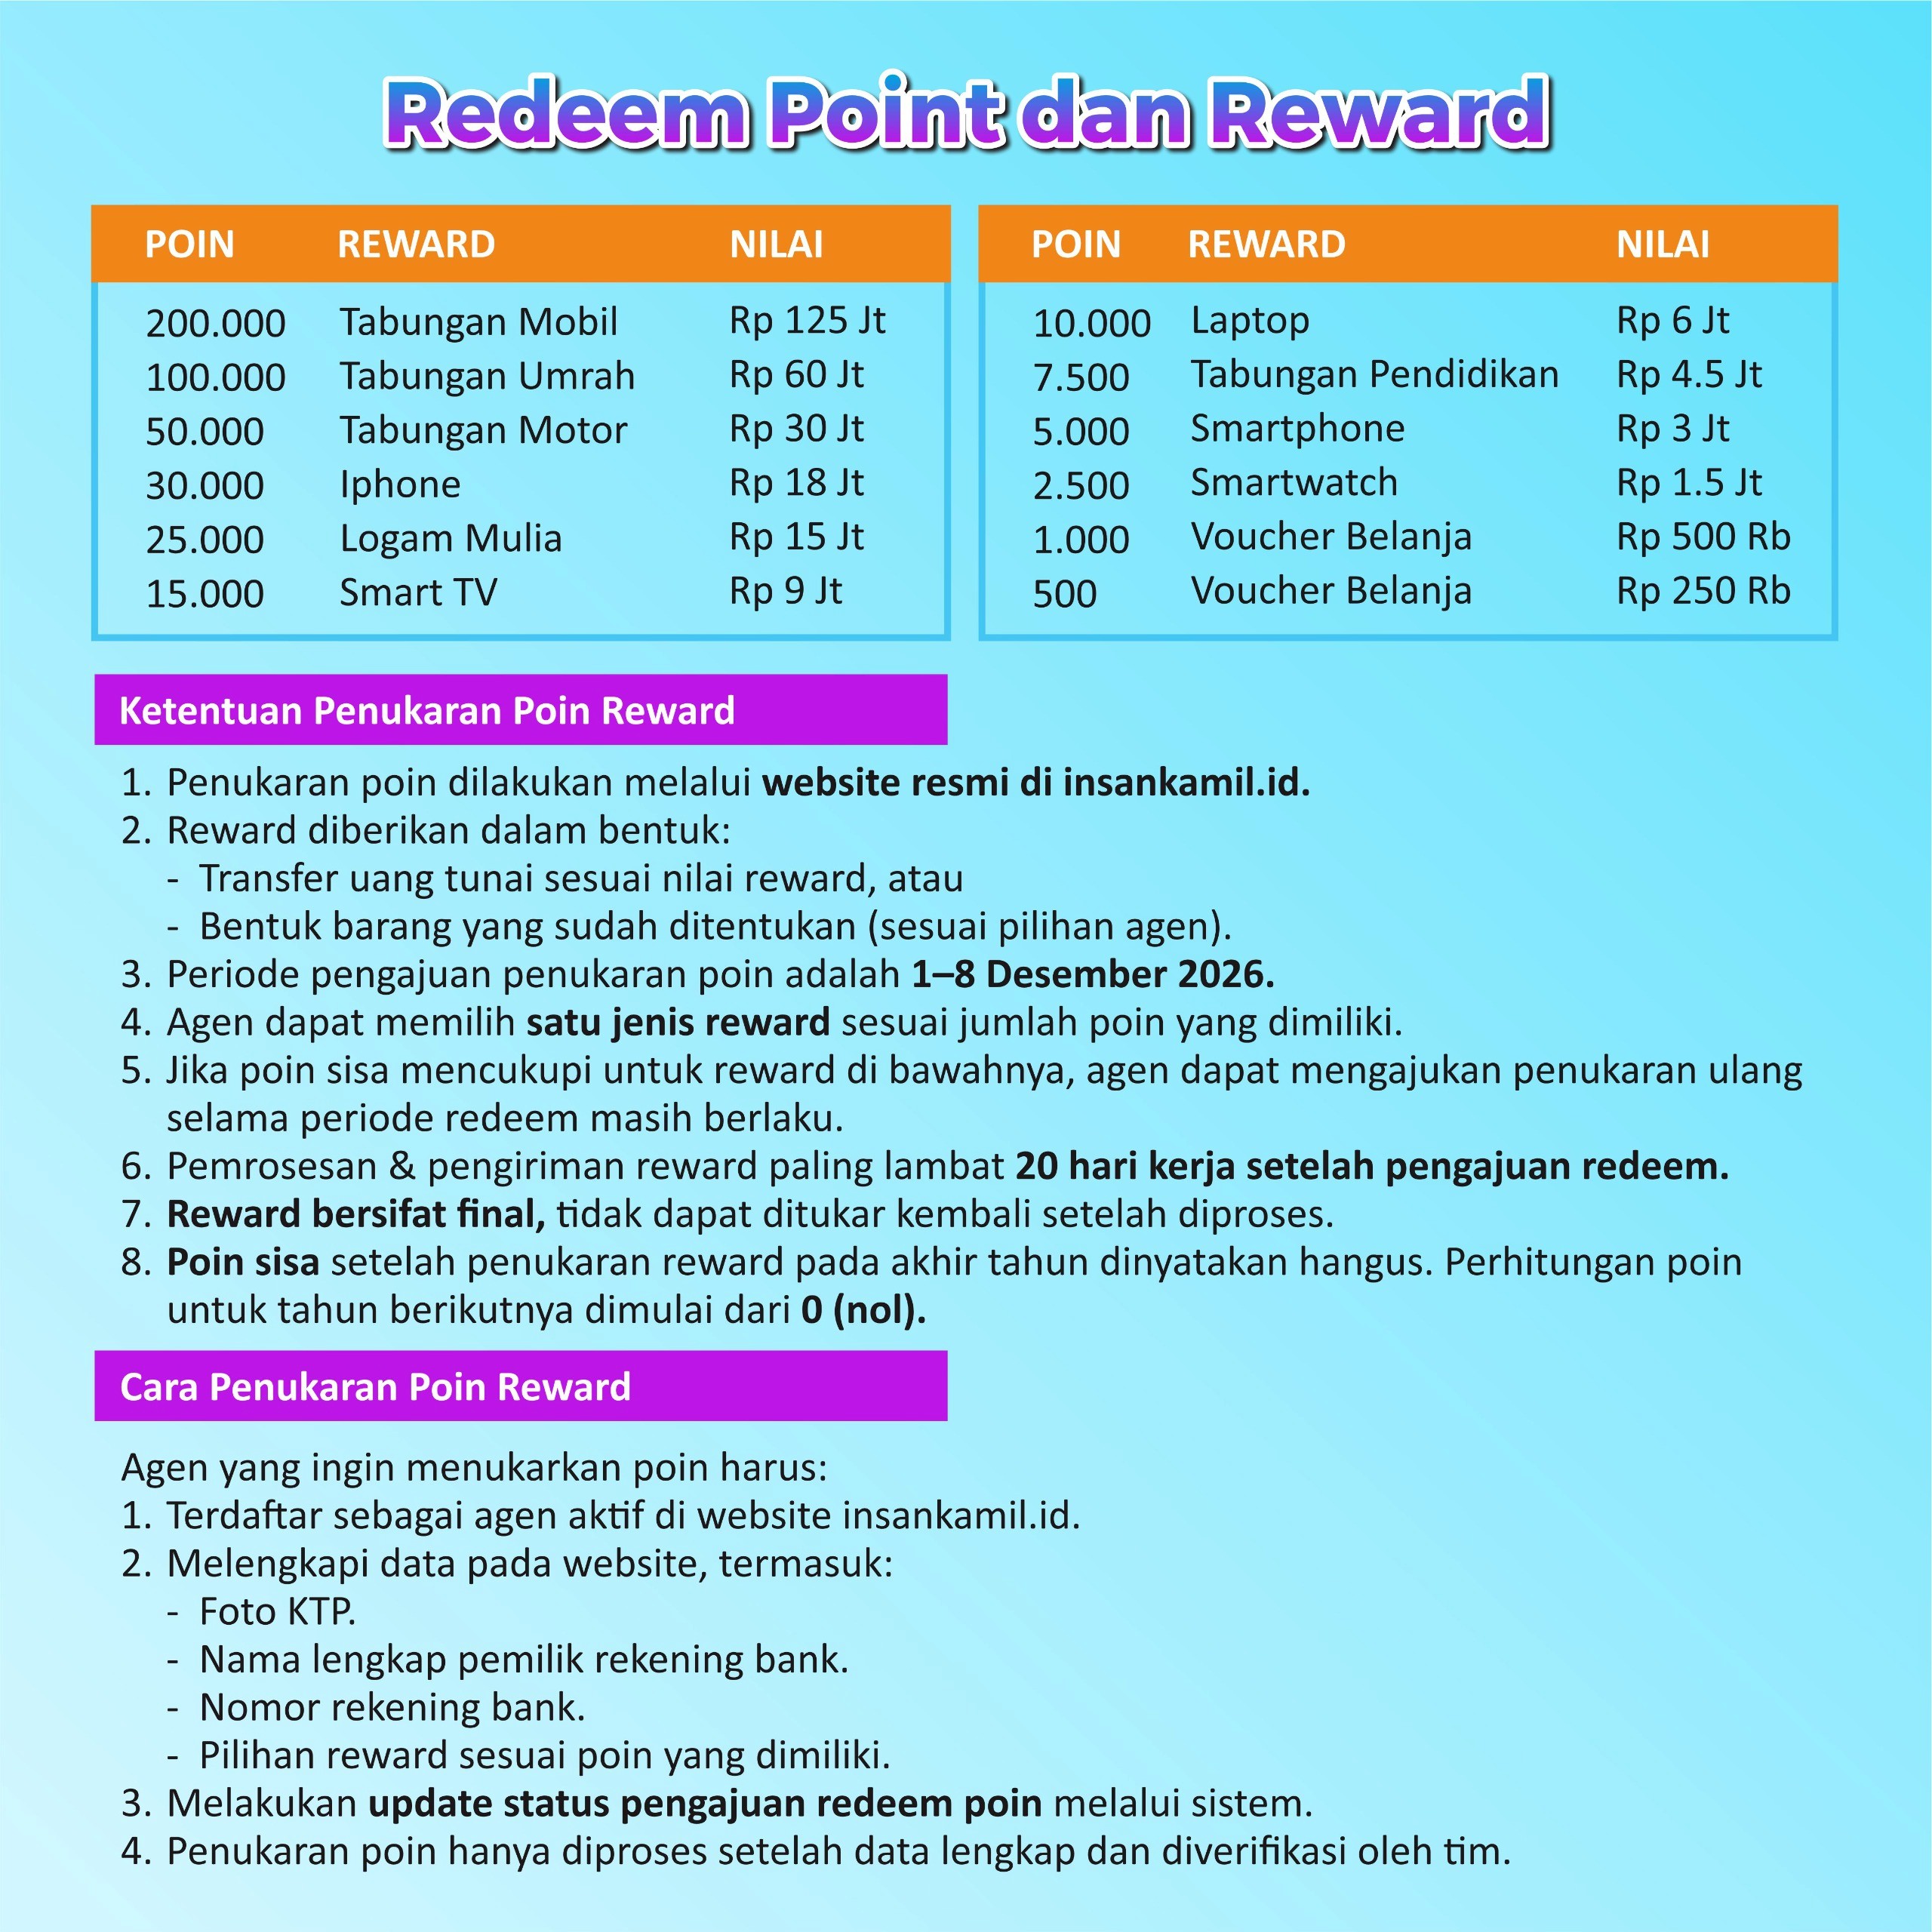 Redeem Point dan Reward
POIN REWARD NILAI
200.000 Tabungan Mobil Rp 125 Jt
100.000 Tabungan Umrah Rp 60 Jt
50.000 Tabungan Motor Rp 30 Jt
30.000 Iphone Rp 18 Jt
25.000 Logam Mulia Rp 15 Jt
15.000 Smart TV Rp 9 Jt
POIN REWARD NILAI
10.000 Laptop Rp 6 Jt
7.500 Tabungan Pendidikan Rp 4.5 Jt
5.000 Smartphone Rp 3 Jt
2.500 Smartwatch Rp 1.5 Jt
1.000 Voucher Belanja Rp 500 Rb
500 Voucher Belanja Rp 250 Rb
Ketentuan Penukaran Poin Reward
1. Penukaran poin dilakukan melalui website resmi di insankamil.id.
2. Reward diberikan dalam bentuk:
- Transfer uang tunai sesuai nilai reward, atau
- Bentuk barang yang sudah ditentukan (sesuai pilihan agen).
3. Periode pengajuan penukaran poin adalah 1–8 Desember 2026.
4. Agen dapat memilih satu jenis reward sesuai jumlah poin yang dimiliki.
5. Jika poin sisa mencukupi untuk reward di bawahnya, agen dapat mengajukan penukaran ulang
selama periode redeem masih berlaku.
6. Pemrosesan & pengiriman reward paling lambat 20 hari kerja setelah pengajuan redeem.
7. Reward bersifat final, tidak dapat ditukar kembali setelah diproses.
8. Poin sisa setelah penukaran reward pada akhir tahun dinyatakan hangus. Perhitungan poin
untuk tahun berikutnya dimulai dari 0 (nol).
Cara Penukaran Poin Reward
Agen yang ingin menukarkan poin harus:
1. Terdaftar sebagai agen aktif di website insankamil.id.
2. Melengkapi data pada website, termasuk:
- Foto KTP.
- Nama lengkap pemilik rekening bank.
- Nomor rekening bank.
- Pilihan reward sesuai poin yang dimiliki.
3. Melakukan update status pengajuan redeem poin melalui sistem.
4. Penukaran poin hanya diproses setelah data lengkap dan diverifikasi oleh tim.